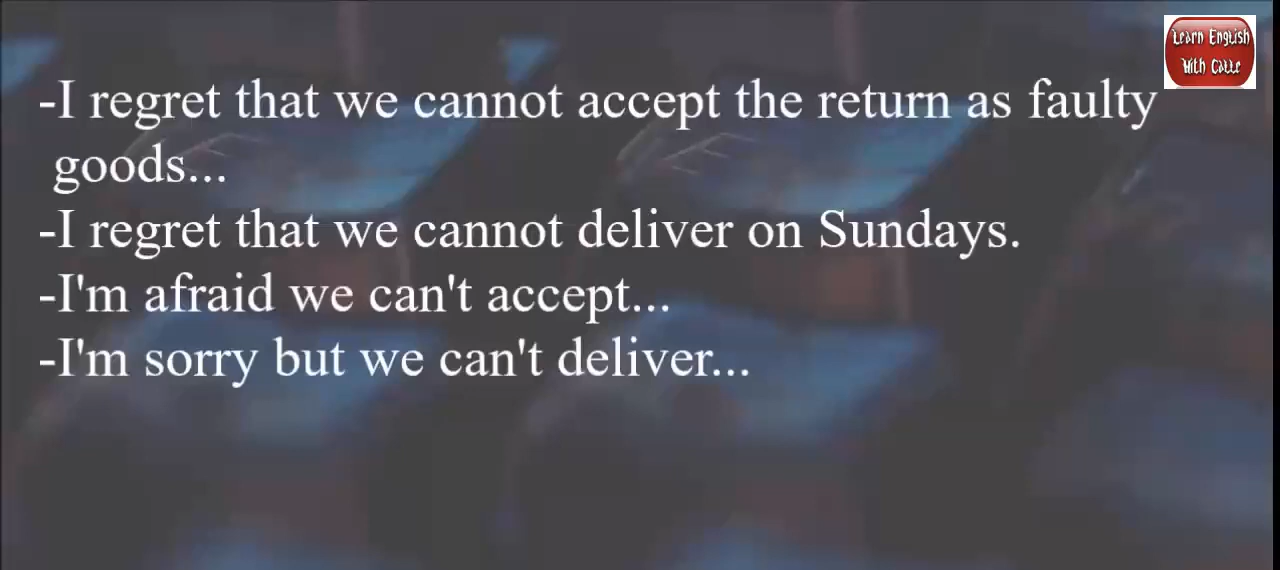 -I regret that we cannot accept the return as faulty
goods...
-I regret that we cannot deliver on Sundays.
-I'm afraid we can't accept...
-I'm sorry but we can't deliver...
Learn English
With